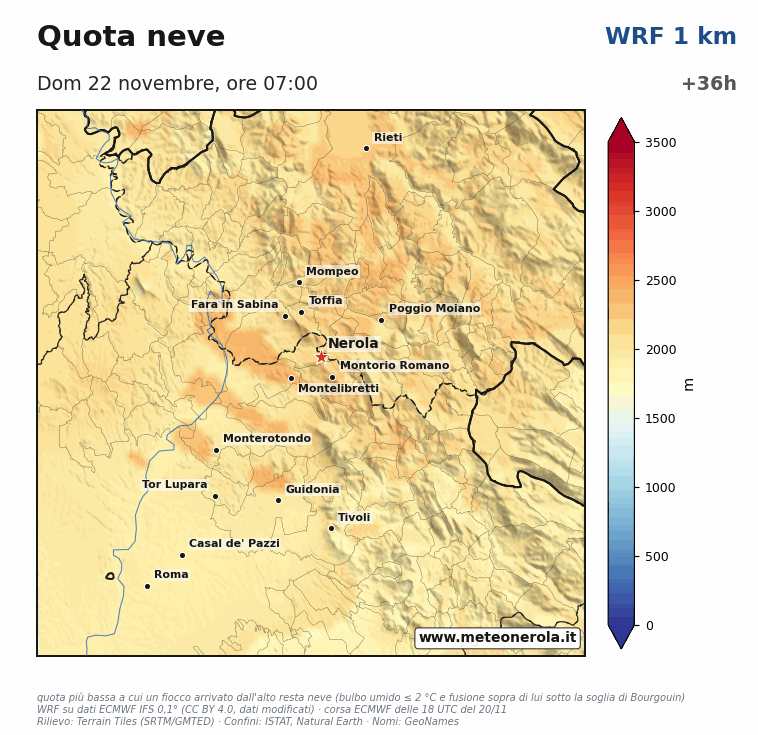 Quota neve
WRF 1 km
Dom 22 novembre, ore 07:00
+36h
Rieti
Mompeo
Fara in Sabina
Toffia
Poggio Moiano
Nerola
Montorio Romano
Montelibretti
Monterotondo
Tor Lupara
Guidonia
Tivoli
Casal de' Pazzi
Roma
www.meteonerola.it
3500
3000
2500
2000
1500
1000
500
0
m
quota più bassa a cui un fiocco arrivato dall'alto resta neve (bulbo umido ≤ 2 °C e fusione sopra di lui sotto la soglia di Bourgouin)
WRF su dati ECMWF IFS 0,1° (CC BY 4.0, dati modificati) · corsa ECMWF delle 18 UTC del 20/11
Rilievo: Terrain Tiles (SRTM/GMTED) · Confini: ISTAT, Natural Earth · Nomi: GeoNames